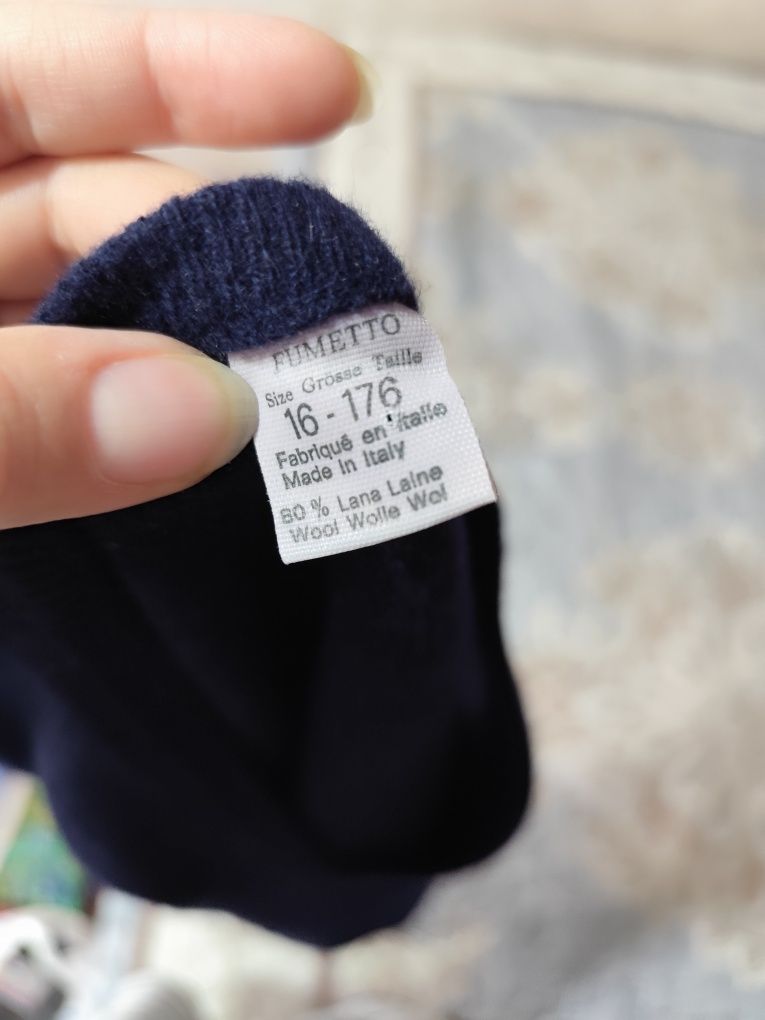 FUMETTO
Size Grösse Taille
16 - 176
Fabriqué en Italie
Made in Italy
80 % Lana Laine
Wool Wolle Wol